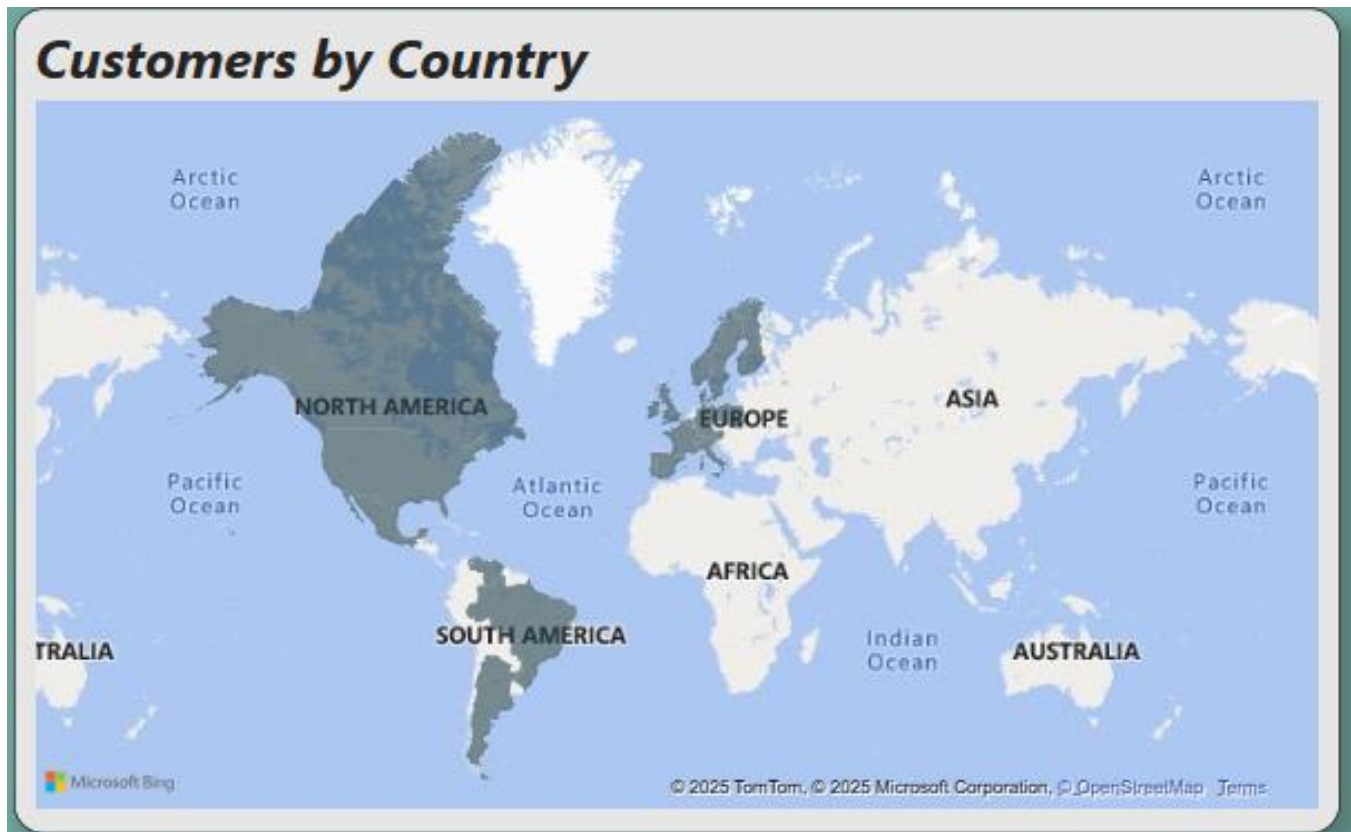 Customers by Country
Arctic
Ocean
Arctic
Ocean
NORTH AMERICA
EUROPE
ASIA
Pacific
Ocean
Atlantic
Ocean
Pacific
Ocean
AFRICA
SOUTH AMERICA
Indian
Ocean
TRALIA
AUSTRALIA
Microsoft Bing
© 2025 TomTom, © 2025 Microsoft Corporation, © OpenStreetMap Terms